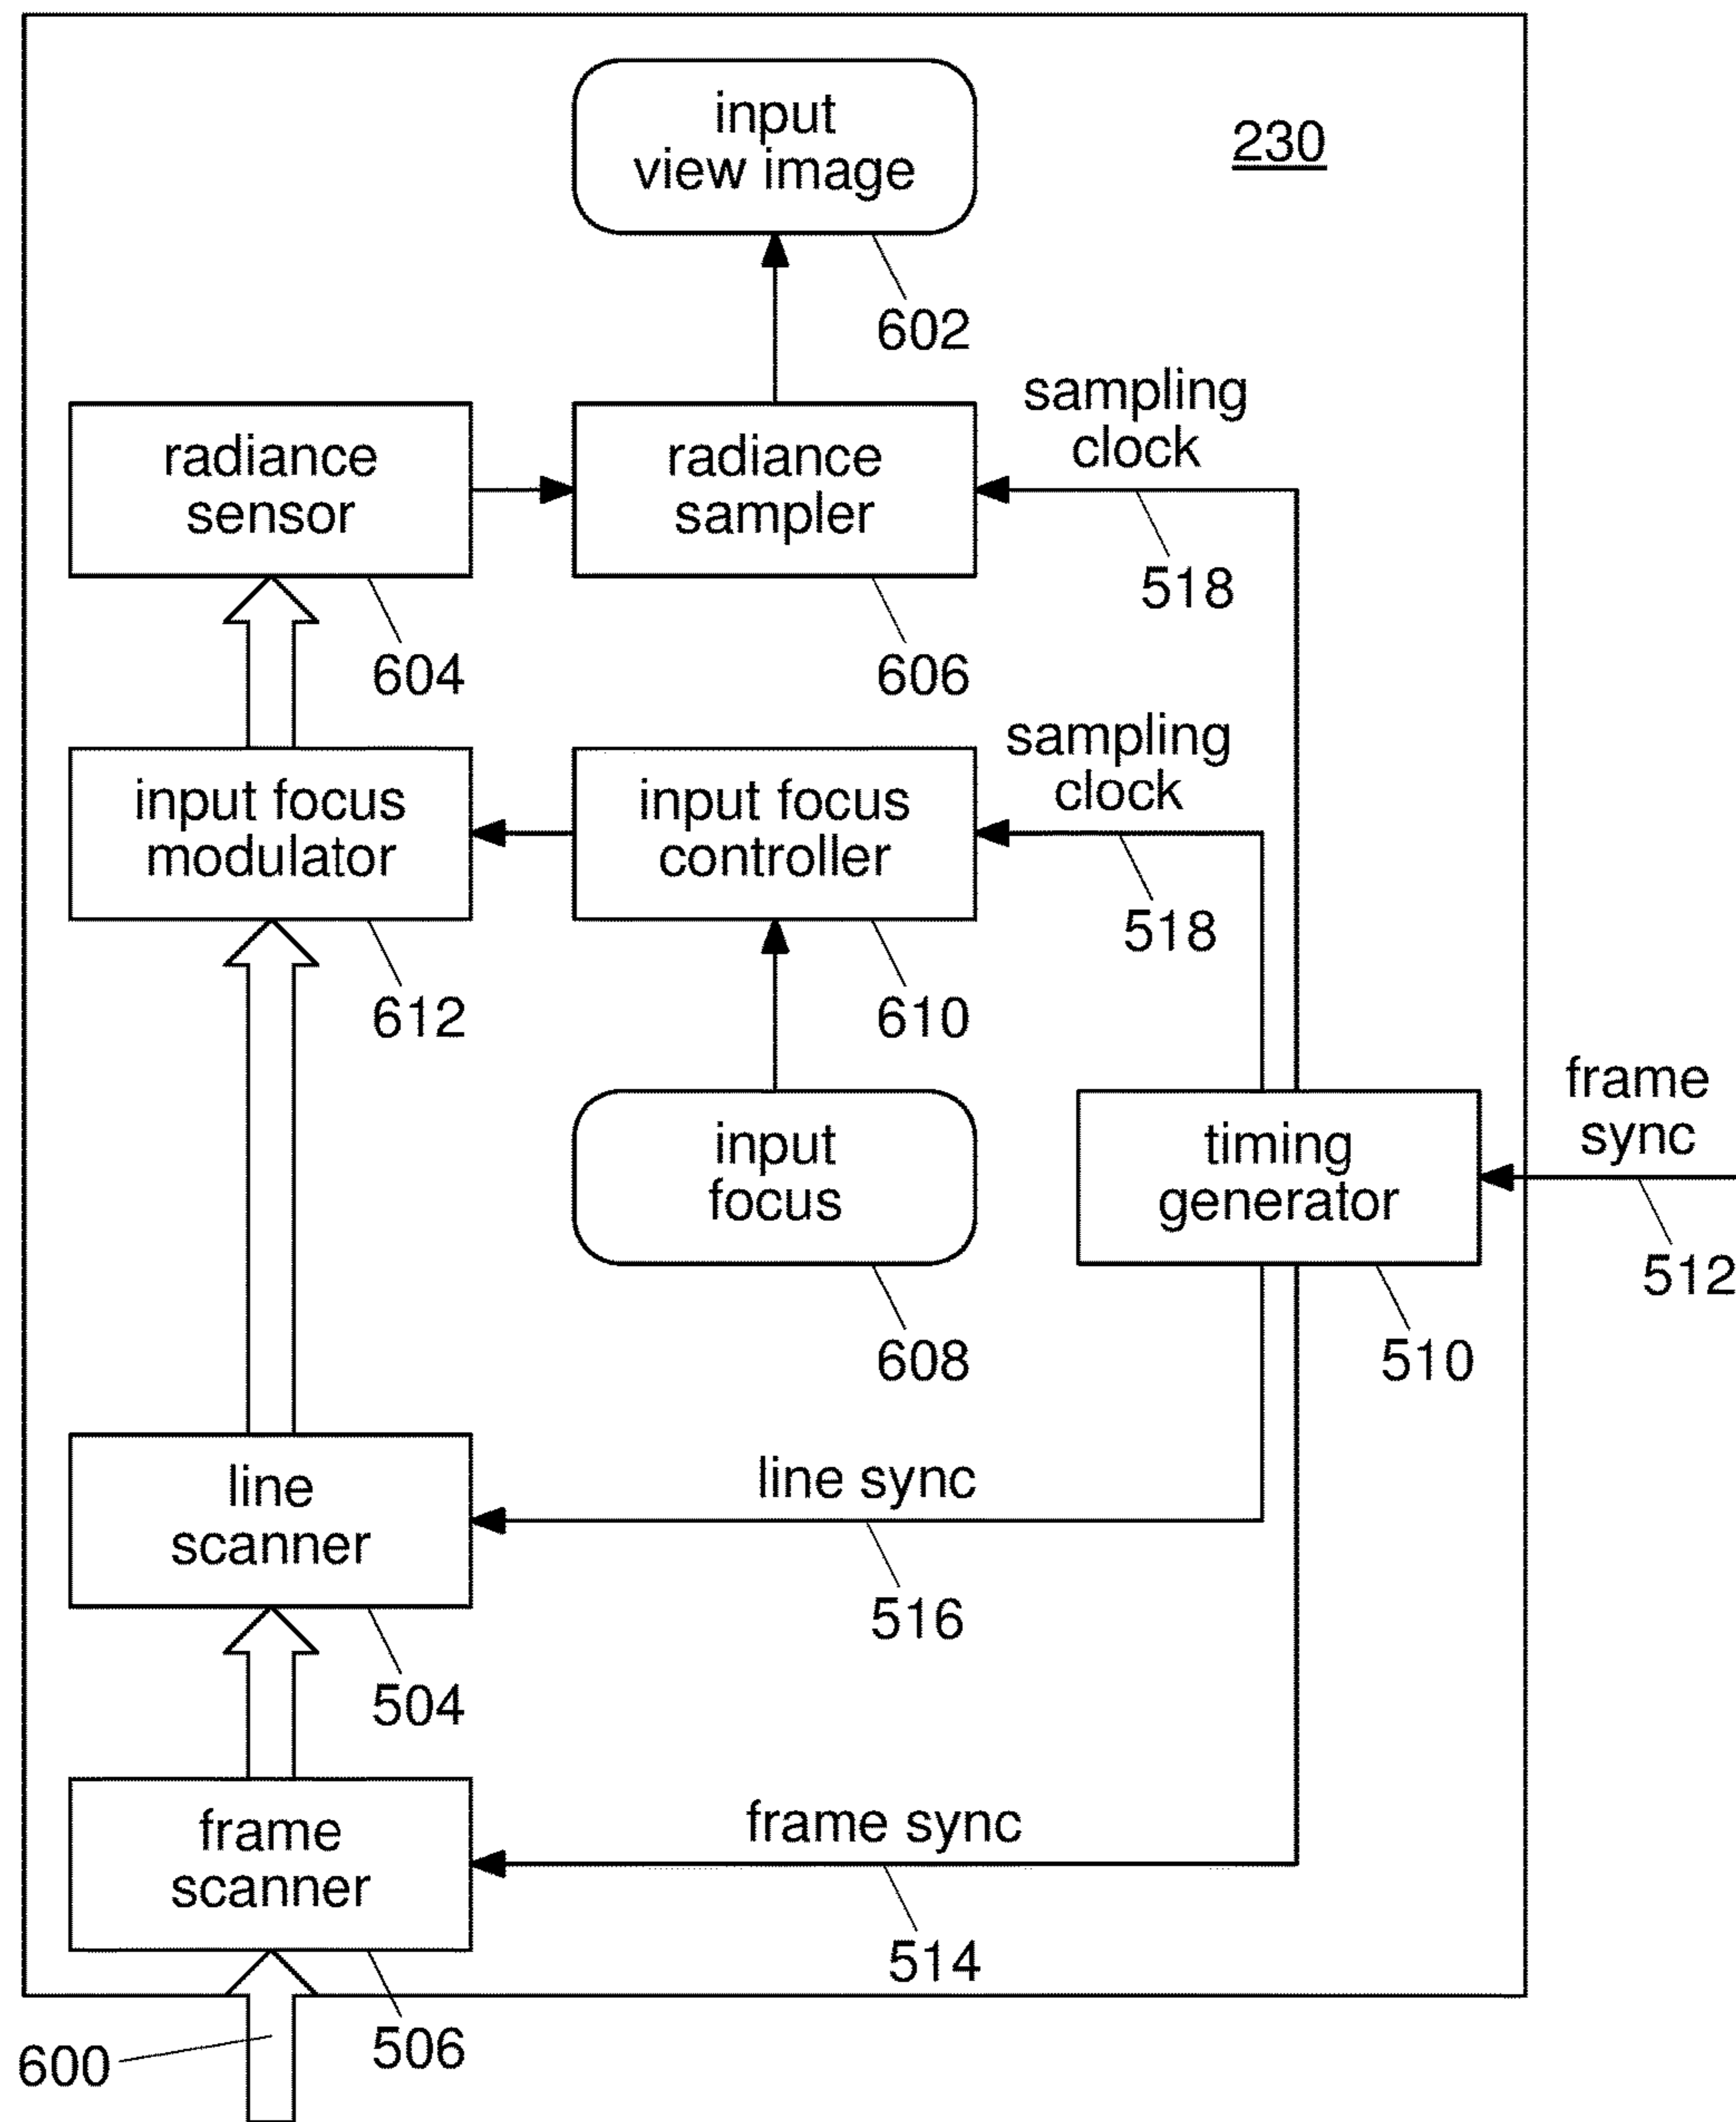 input
view image
230
602
sampling
clock
radiance
sensor
radiance
sampler
518
604
606
sampling
clock
input focus
modulator
input focus
controller
518
612
610
frame
sync
input
focus
timing
generator
512
608
510
line
scanner
line sync
516
504
frame
scanner
frame sync
514
506
600